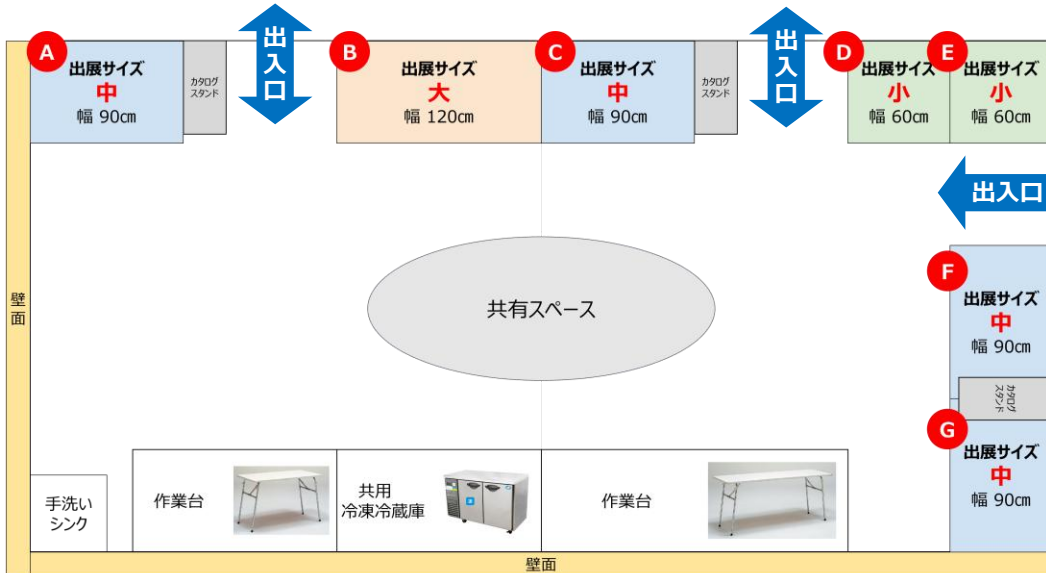 A
出展サイズ
中
幅 90㎝
カタログ
スタンド
出入口
B
出展サイズ
大
幅 120㎝
C
出展サイズ
中
幅 90㎝
カタログ
スタンド
出入口
D
出展サイズ
小
幅 60㎝
E
出展サイズ
小
幅 60㎝
出入口
壁面
共有スペース
F
出展サイズ
中
幅 90㎝
カタログ
スタンド
G
出展サイズ
中
幅 90㎝
手洗い
シンク
作業台
共用
冷凍冷蔵庫
作業台
壁面